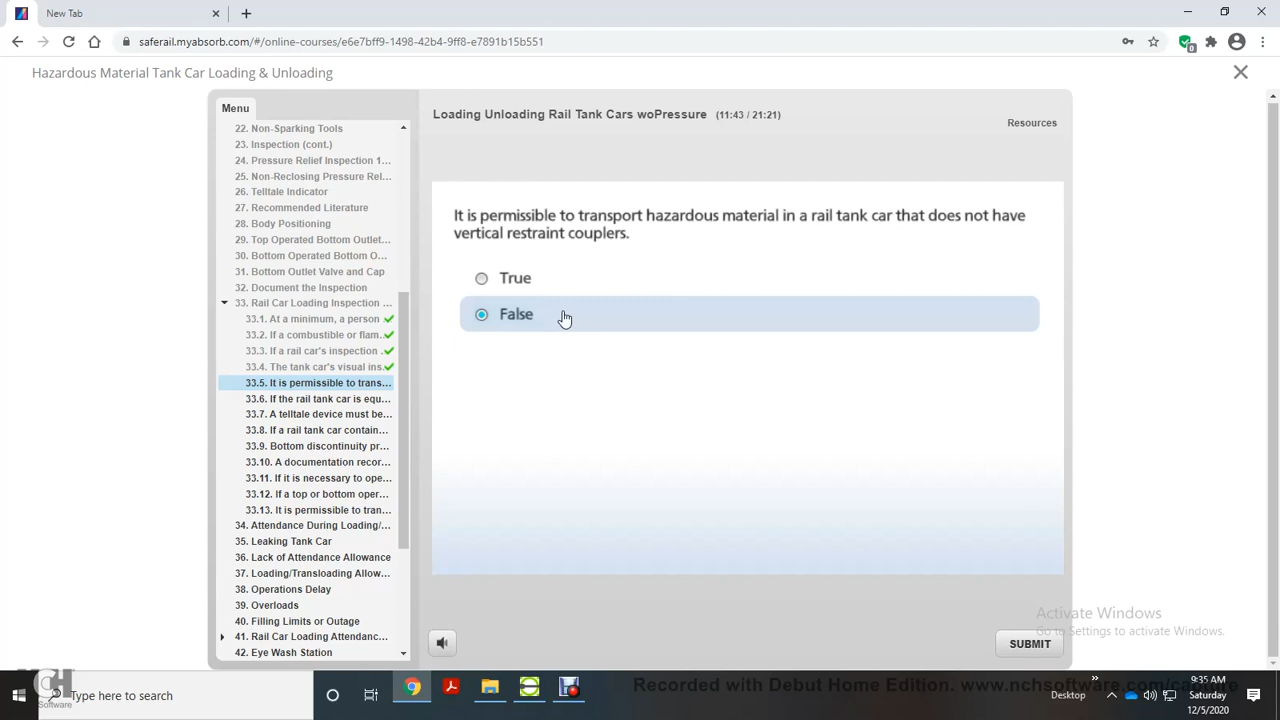 New Tab
saferail.myabsorb.com/#/online-courses/e6e7bff9-1498-42b4-9ff8-e7891b15b551
0
Hazardous Material Tank Car Loading & Unloading
Menu
22. Non-Sparking Tools
23. Inspection (cont.)
24. Pressure Relief Inspection 1...
25. Non-Reclosing Pressure Rel...
26. Telltale Indicator
27. Recommended Literature
28. Body Positioning
29. Top Operated Bottom Outlet...
30. Bottom Operated Bottom O...
31. Bottom Outlet Valve and Cap
32. Document the Inspection
33. Rail Car Loading Inspection ...
33.1. At a minimum, a person
33.2. If a combustible or flam...
33.3. If a rail car's inspection ...
33.4. The tank car's visual ins...
33.5. It is permissible to trans...
33.6. If the rail tank car is equ...
33.7. A telltale device must be...
33.8. If a rail tank car contain...
33.9. Bottom discontinuity pr...
33.10. A documentation recor...
33.11. If it is necessary to ope...
33.12. If a top or bottom oper...
33.13. It is permissible to tran...
34. Attendance During Loading/...
35. Leaking Tank Car
36. Lack of Attendance Allowance
37. Loading/Transloading Allow...
38. Operations Delay
39. Overloads
40. Filling Limits or Outage
41. Rail Car Loading Attendanc...
42. Eye Wash Station
Loading Unloading Rail Tank Cars woPressure (11:43 / 21:21)
Resources
It is permissible to transport hazardous material in a rail tank car that does not have
vertical restraint couplers.
True
False
SUBMIT
Activate Windows
Go to Settings to activate Windows.
NCH
Software
Type here to search
Recorded with Debut Home Edition. www.nchsoftware.com/capture
Desktop
9:35 AM
Saturday
12/5/2020